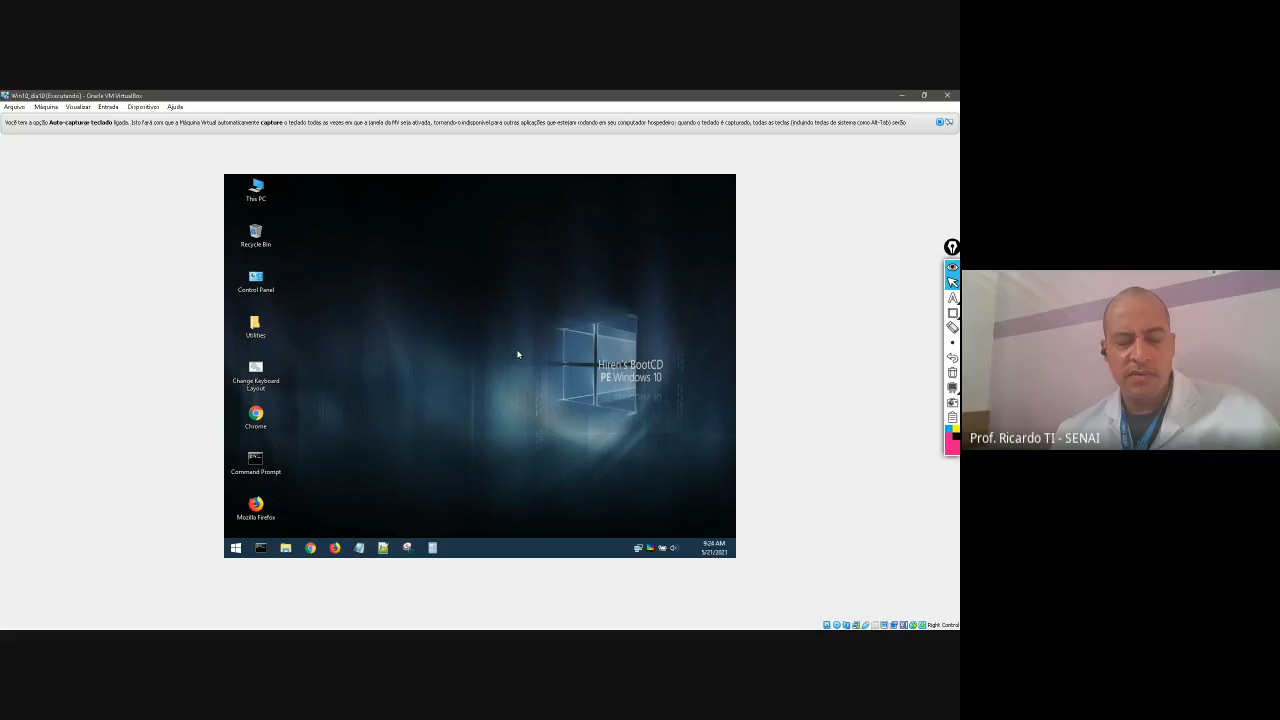 Win10_dia10 [Executando] - Oracle VM VirtualBox
Arquivo Máquina Visualizar Entrada Dispositivos Ajuda
Você tem a opção Auto-capturar teclado ligada. Isto fará com que a Máquina Virtual automaticamente capture o teclado todas as vezes em que a janela da MV seja ativada, tornando-o indisponível para outras aplicações que estejam rodando em seu computador hospedeiro: quando o teclado é capturado, todas as teclas (incluindo teclas de sistema como Alt-Tab) serão
This PC
Recycle Bin
Control Panel
Utilities
Change Keyboard
Layout
Chrome
Command Prompt
Mozilla Firefox
Hiren's BootCD
PE Windows 10
9:24 AM
5/21/2021
Right Control
Prof. Ricardo TI - SENAI